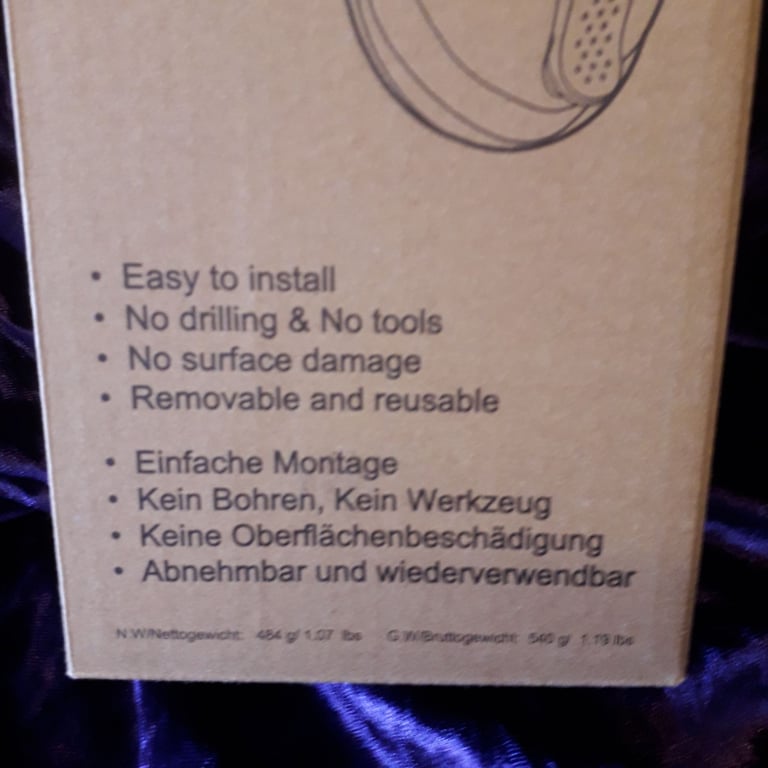 • Easy to install
• No drilling & No tools
• No surface damage
• Removable and reusable
• Einfache Montage
• Kein Bohren, Kein Werkzeug
• Keine Oberflächenbeschädigung
• Abnehmbar und wiederverwendbar
N.W/Nettogewicht: 484 g/ 1.07 lbs G.W/Bruttogewicht: 540 g/ 1.19 lbs